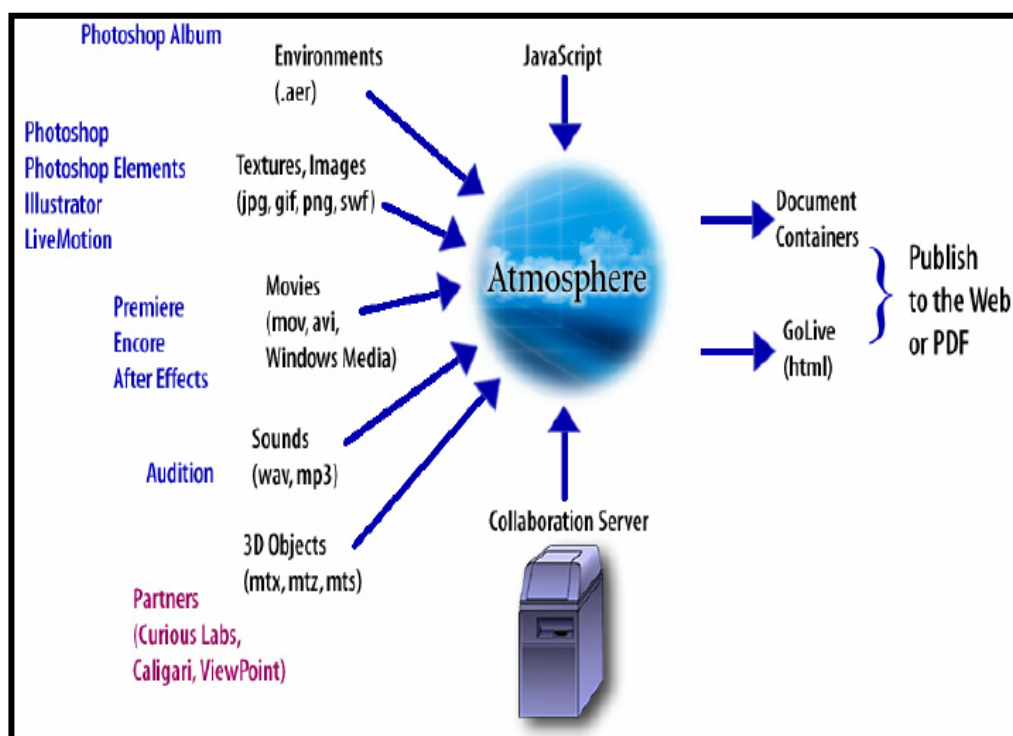 Photoshop Album
Environments
(.aer)
JavaScript
Photoshop
Photoshop Elements
Illustrator
LiveMotion
Textures, Images
(jpg, gif, png, swf)
Document
Containers
Atmosphere
Publish
to the Web
or PDF
Premiere
Encore
After Effects
Movies
(mov, avi,
Windows Media)
GoLive
(html)
Audition
Sounds
(wav, mp3)
Collaboration Server
3D Objects
(mtx, mtz, mts)
Partners
(Curious Labs,
Caligari, ViewPoint)